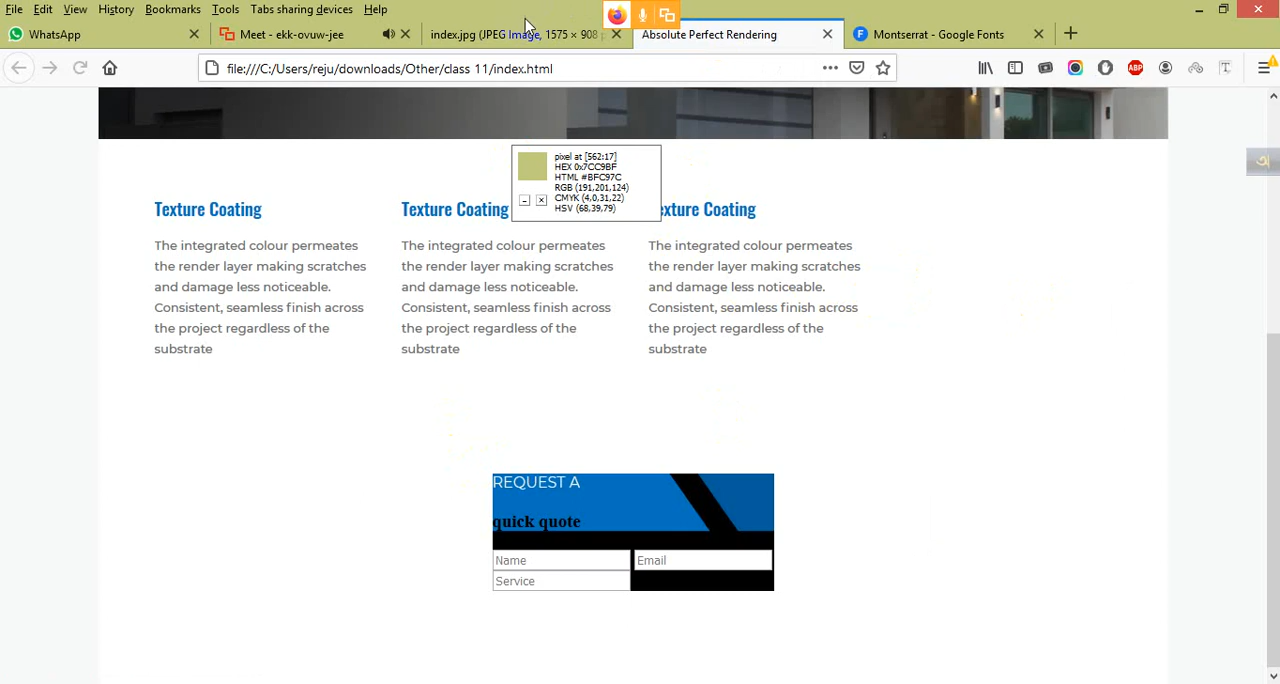 File Edit View History Bookmarks Tools Tabs sharing devices Help
WhatsApp
Meet - ekk-ovuw-jee
index.jpg (JPEG Image, 1575 × 908 p
Absolute Perfect Rendering
Montserrat - Google Fonts
file:///C:/Users/reju/downloads/Other/class 11/index.html
ABP
pixel at [562:17]
HEX 0x7CC9BF
HTML #BFC97C
RGB (191,201,124)
CMYK (4,0,31,22)
HSV (68,39,79)
Texture Coating
The integrated colour permeates
the render layer making scratches
and damage less noticeable.
Consistent, seamless finish across
the project regardless of the
substrate
Texture Coating
The integrated colour permeates
the render layer making scratches
and damage less noticeable.
Consistent, seamless finish across
the project regardless of the
substrate
exture Coating
The integrated colour permeates
the render layer making scratches
and damage less noticeable.
Consistent, seamless finish across
the project regardless of the
substrate
REQUEST A
quick quote
Name
Email
Service